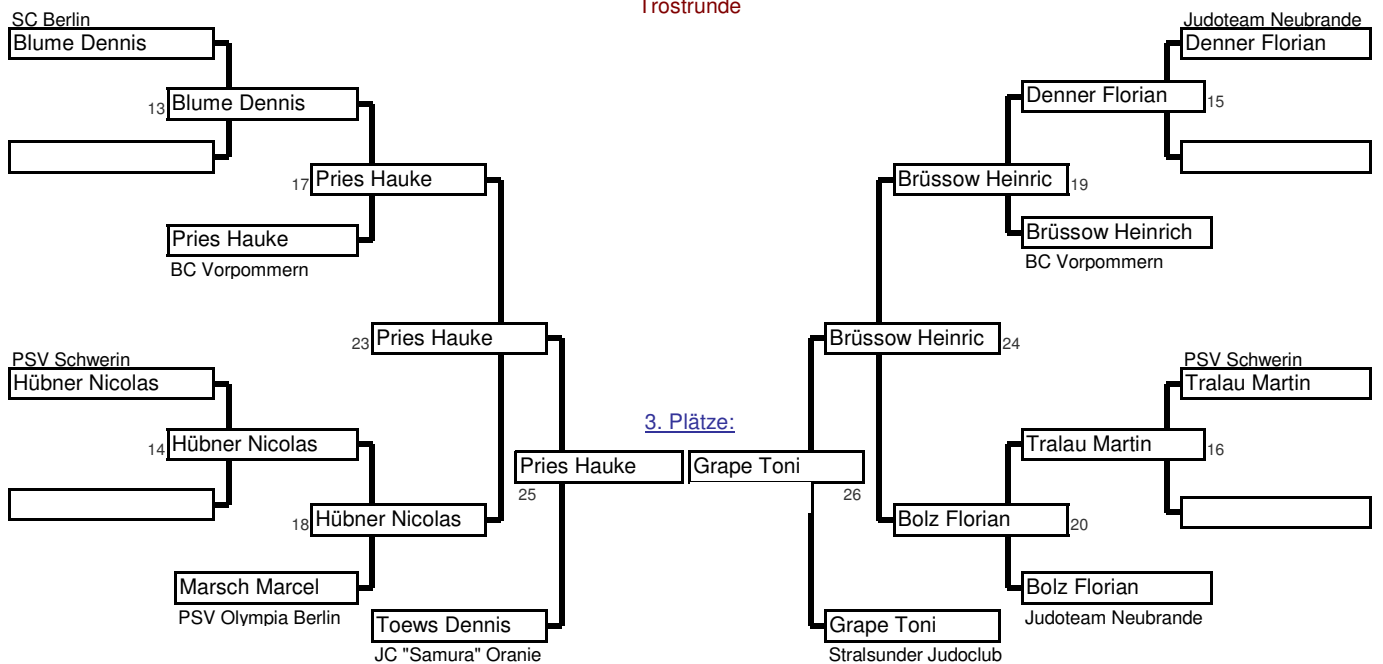 Trostrunde
SC Berlin
Blume Dennis
Judoteam Neubrande
Denner Florian
13 Blume Dennis
Denner Florian 15
17 Pries Hauke
Brüssow Heinric 19
Pries Hauke
BC Vorpommern
Brüssow Heinrich
BC Vorpommern
23 Pries Hauke
Brüssow Heinric 24
PSV Schwerin
Hübner Nicolas
PSV Schwerin
Tralau Martin
3. Plätze:
14 Hübner Nicolas
Tralau Martin 16
Pries Hauke
25
Grape Toni
26
18 Hübner Nicolas
Bolz Florian 20
Marsch Marcel
PSV Olympia Berlin
Bolz Florian
Judoteam Neubrande
Toews Dennis
JC "Samura" Oranie
Grape Toni
Stralsunder Judoclub